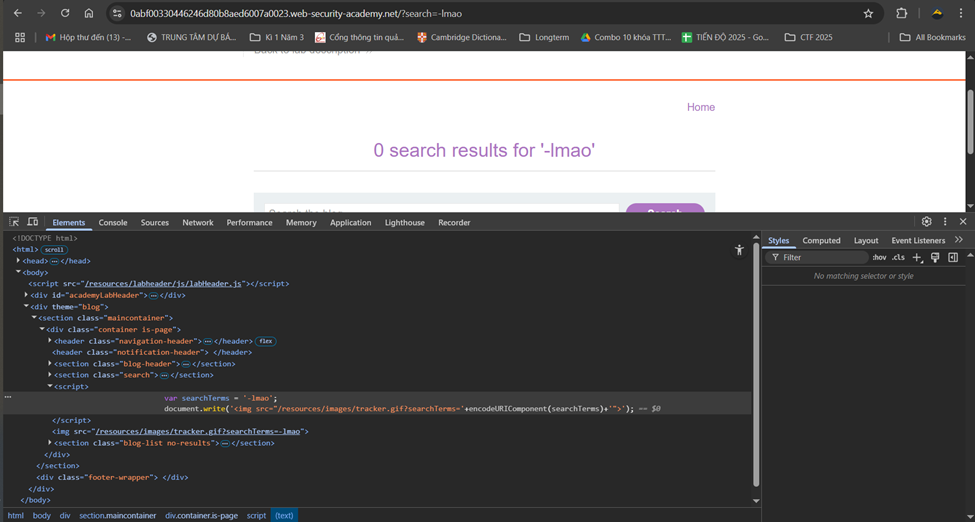 0abf00330446246d80b8aed6007a0023.web-security-academy.net/?search=-lmao
Hộp thư đến (13) -... TRUNG TÂM DỰ BÁ... Kì 1 Năm 3 Cổng thông tin quả... Cambridge Dictiona... Longterm Combo 10 khóa TTT... TIẾN ĐỘ 2025 - Go... CTF 2025 All Bookmarks
Back to lab description
Home
0 search results for '-lmao'
Search the blog... Search
Elements Console Sources Network Performance Memory Application Lighthouse Recorder
Styles Computed Layout Event Listeners
Filter :hov .cls
No matching selector or style
<!DOCTYPE html>
<html> scroll
<head> ... </head>
<body>
<script src="/resources/labheader/js/labHeader.js"></script>
<div id="academyLabHeader"> ... </div>
<div theme="blog">
<section class="maincontainer">
<div class="container is-page">
<header class="navigation-header"> ... </header> flex
<header class="notification-header"> </header>
<section class="blog-header"> ... </section>
<section class="search"> ... </section>
<script>
var searchTerms = '-lmao';
document.write('<img src="/resources/images/tracker.gif?searchTerms='+encodeURIComponent(searchTerms)+'">'); == $0
</script>
<img src="/resources/images/tracker.gif?searchTerms=-lmao">
<section class="blog-list no-results"> ... </section>
</div>
</section>
<div class="footer-wrapper"> </div>
</div>
</body>
html body div section.maincontainer div.container.is-page script (text)